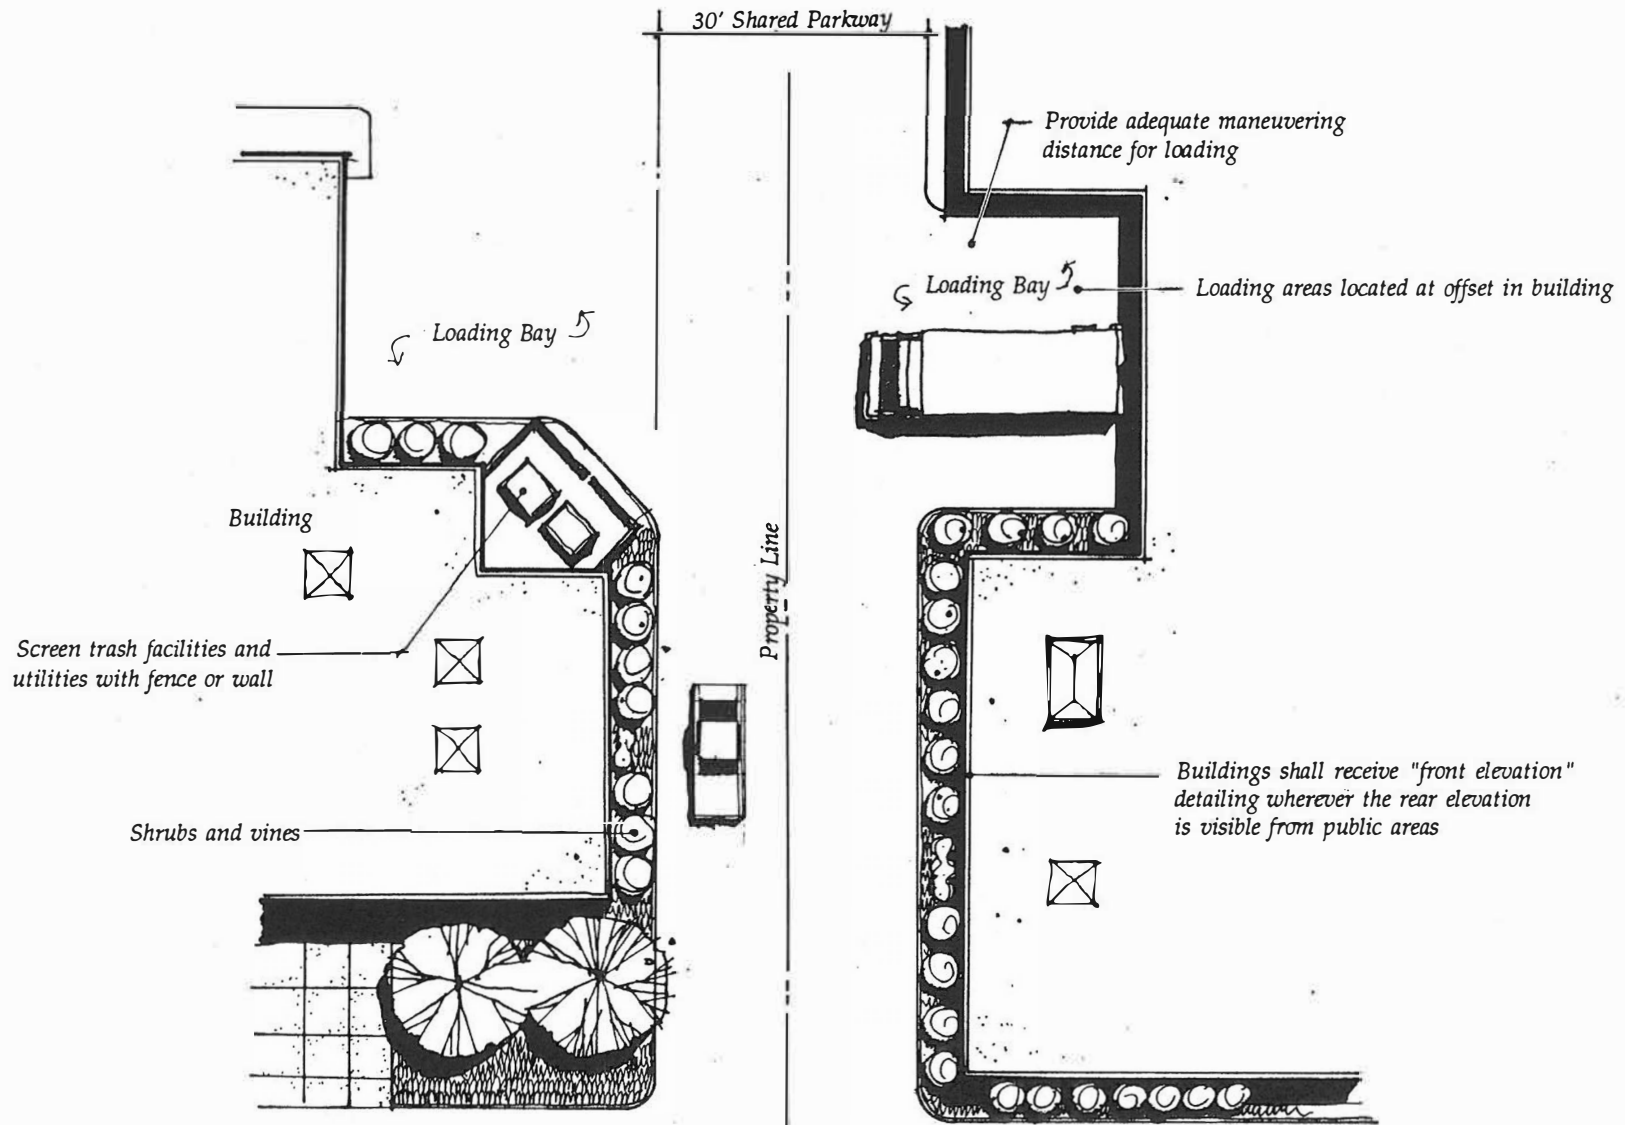 30' Shared Parkway
Provide adequate maneuvering
distance for loading
Loading Bay
Loading areas located at offset in building
Loading Bay
Building
Property Line
Screen trash facilities and
utilities with fence or wall
Buildings shall receive "front elevation"
detailing wherever the rear elevation
is visible from public areas
Shrubs and vines